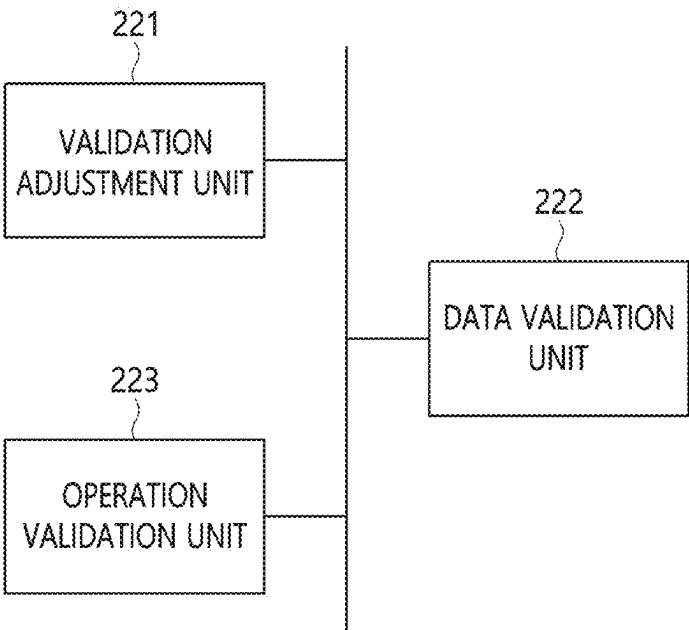 221
VALIDATION
ADJUSTMENT UNIT
222
DATA VALIDATION
UNIT
223
OPERATION
VALIDATION UNIT